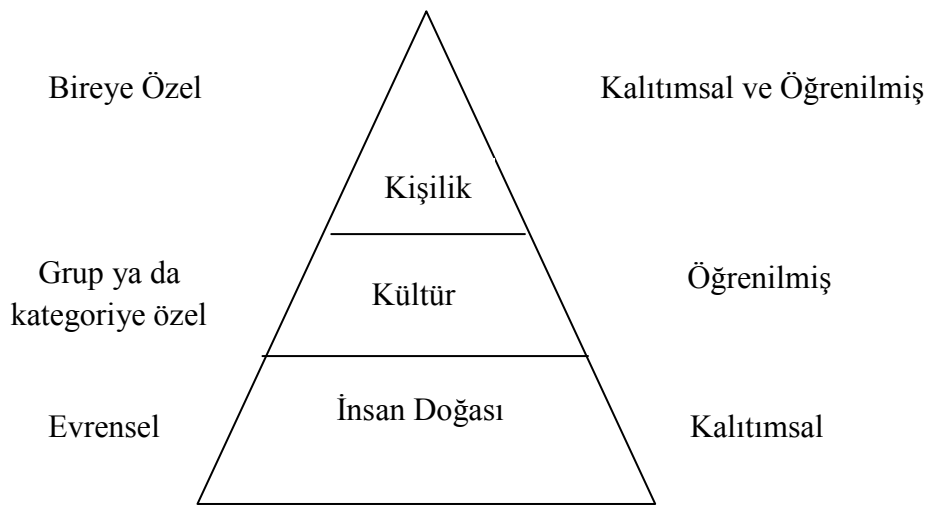 Bireye Özel
Kalıtımsal ve Öğrenilmiş
Kişilik
Grup ya da
kategoriye özel
Kültür
Öğrenilmiş
Evrensel
İnsan Doğası
Kalıtımsal